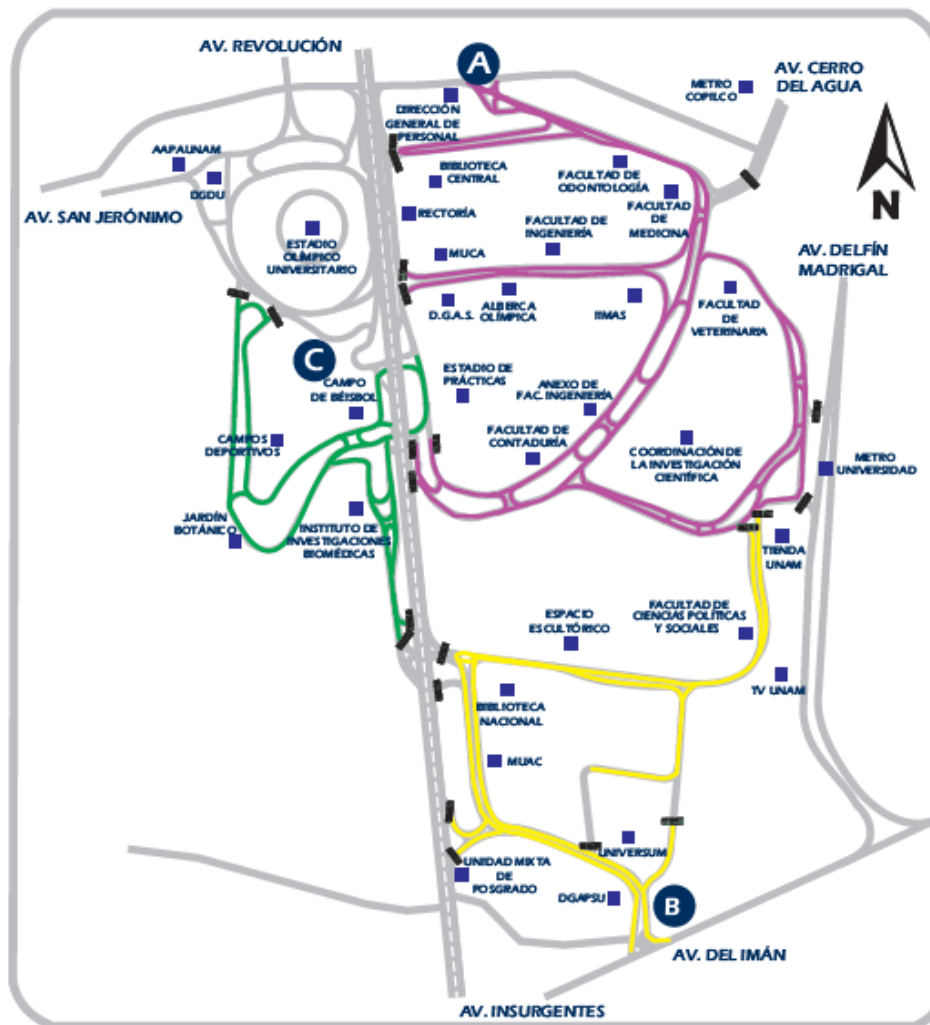 AV. REVOLUCIÓN
A
AV. CERRO
DEL AGUA
METRO
COPILCO
DIRECCIÓN
GENERAL DE
PERSONAL
AAPAUNAM
DGDU
BIBLIOTECA
CENTRAL
FACULTAD DE
ODONTOLOGÍA
FACULTAD
DE
MEDICINA
N
AV. SAN JERÓNIMO
RECTORÍA
FACULTAD DE
INGENIERÍA
ESTADIO
OLÍMPICO
UNIVERSITARIO
MUCA
AV. DELFÍN
MADRIGAL
D.G.A.S.
ALBERCA
OLÍMPICA
IIMAS
FACULTAD
DE
VETERINARIA
C
CAMPO
DE BÉISBOL
ESTADIO DE
PRÁCTICAS
ANEXO DE
FAC. INGENIERÍA
CAMPOS
DEPORTIVOS
FACULTAD DE
CONTADURÍA
COORDINACIÓN DE
LA INVESTIGACIÓN
CIENTÍFICA
METRO
UNIVERSIDAD
JARDÍN
BOTÁNICO
INSTITUTO DE
INVESTIGACIONES
BIOMÉDICAS
TIENDA
UNAM
ESPACIO
ESCULTÓRICO
FACULTAD DE
CIENCIAS POLÍTICAS
Y SOCIALES
TV UNAM
BIBLIOTECA
NACIONAL
MUAC
UNIVERSUM
UNIDAD MIXTA
DE
POSGRADO
DGAPSU
B
AV. DEL IMÁN
AV. INSURGENTES